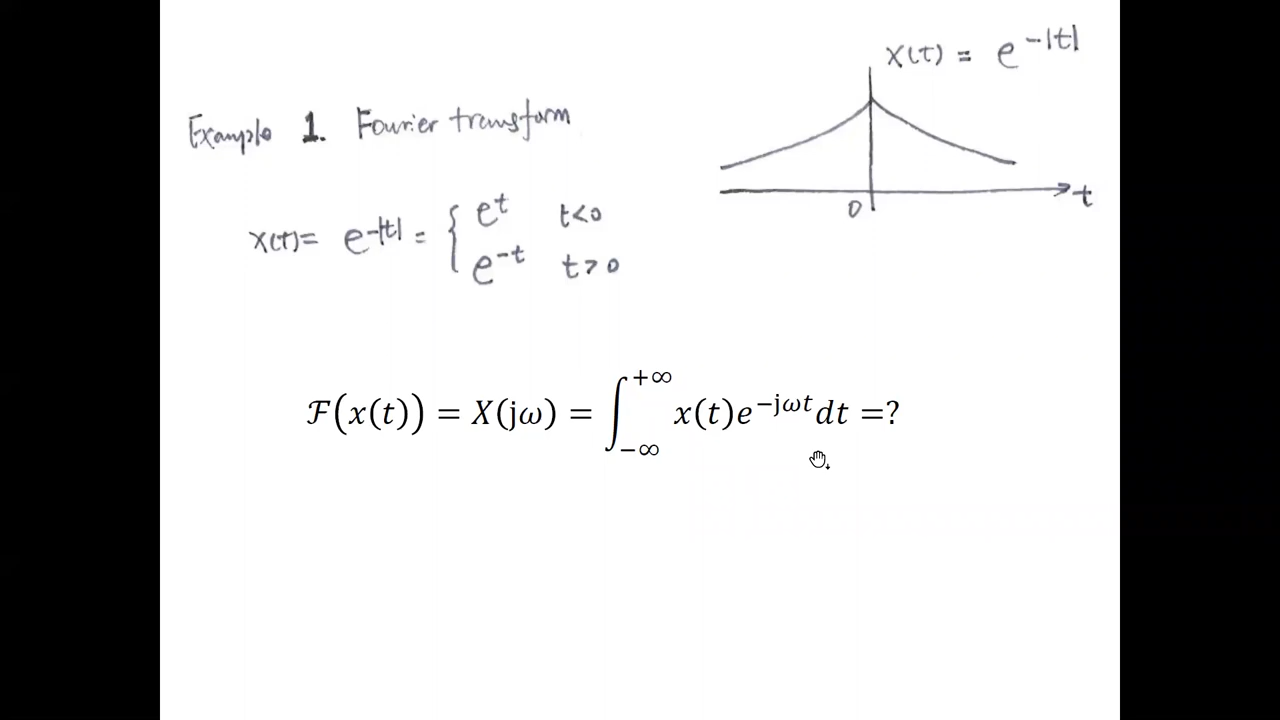 x(t) = e^{-|t|}
Example 1. Fourier transform
x(t) = e^{-|t|} = { e^t t<0
e^{-t} t>0
0
t
ℱ(x(t)) = X(jω) = ∫_{-∞}^{+∞} x(t)e^{-jωt}dt =?